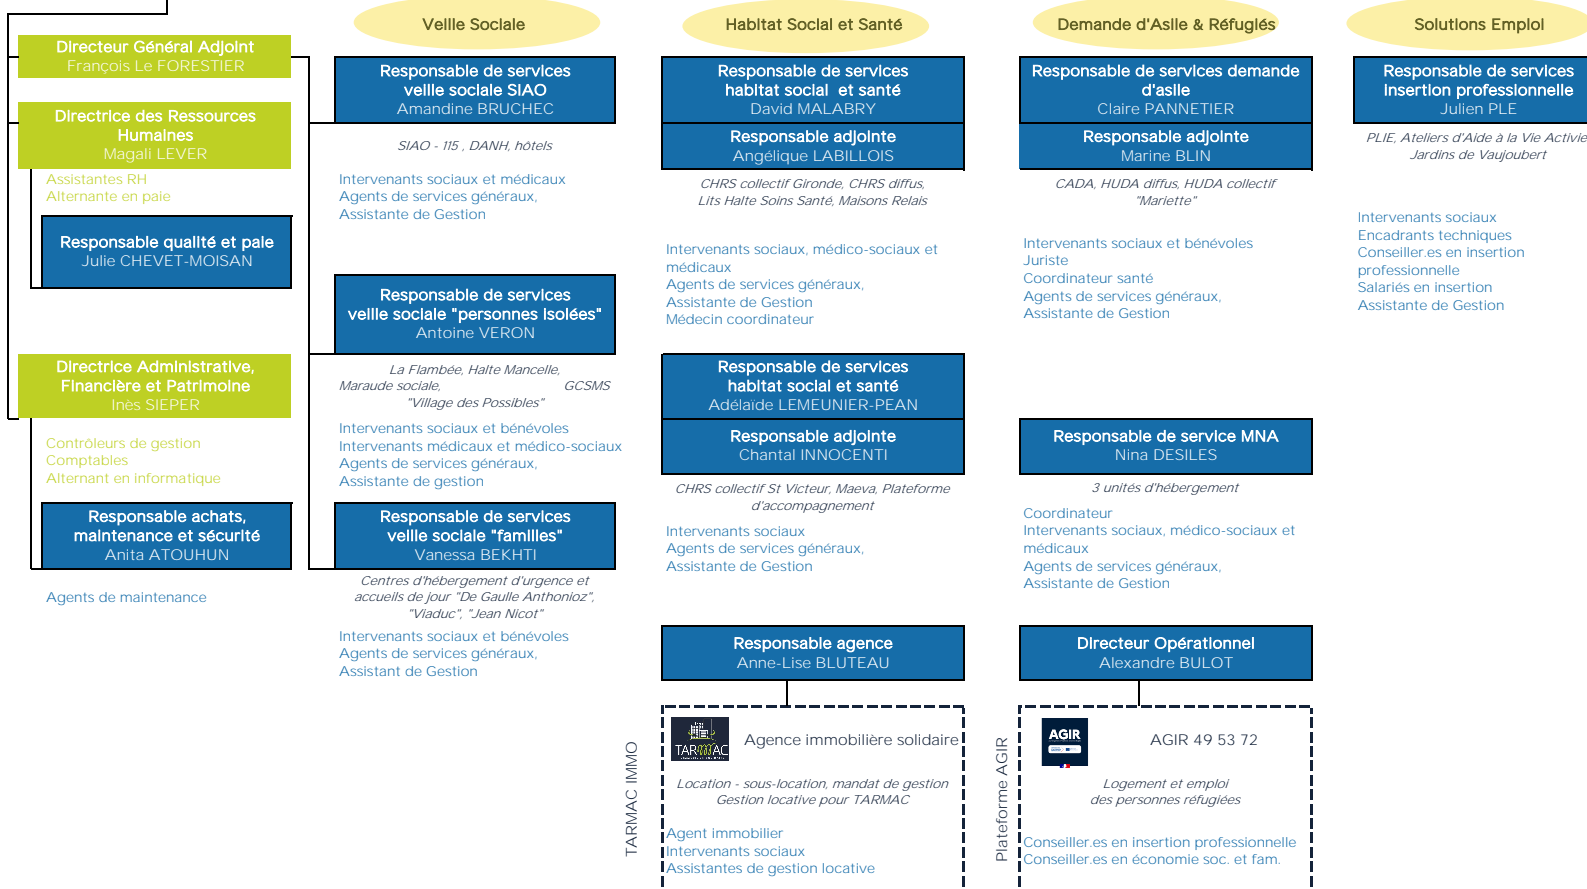 Directeur Général Adjoint
François Le FORESTIER
Directrice des Ressources
Humaines
Magali LEVER
Assistantes RH
Alternante en paie
Responsable qualité et paie
Julie CHEVET-MOISAN
Directrice Administrative,
Financière et Patrimoine
Inès SIEPER
Contrôleurs de gestion
Comptables
Alternant en informatique
Responsable achats,
maintenance et sécurité
Anita ATOUHUN
Agents de maintenance
Veille Sociale
Responsable de services
veille sociale SIAO
Amandine BRUCHEC
SIAO - 115 , DANH, hôtels
Intervenants sociaux et médicaux
Agents de services généraux,
Assistante de Gestion
Responsable de services
veille sociale "personnes isolées"
Antoine VERON
La Flambée, Halte Mancelle,
Maraude sociale, GCSMS
"Village des Possibles"
Intervenants sociaux et bénévoles
Intervenants médicaux et médico-sociaux
Agents de services généraux,
Assistante de gestion
Responsable de services
veille sociale "familles"
Vanessa BEKHTI
Centres d'hébergement d'urgence et
accueils de jour "De Gaulle Anthonioz",
"Viaduc", "Jean Nicot"
Intervenants sociaux et bénévoles
Agents de services généraux,
Assistant de Gestion
Habitat Social et Santé
Responsable de services
habitat social et santé
David MALABRY
Responsable adjointe
Angélique LABILLOIS
CHRS collectif Gironde, CHRS diffus,
Lits Halte Soins Santé, Maisons Relais
Intervenants sociaux, médico-sociaux et
médicaux
Agents de services généraux,
Assistante de Gestion
Médecin coordinateur
Responsable de services
habitat social et santé
Adélaïde LEMEUNIER-PEAN
Responsable adjointe
Chantal INNOCENTI
CHRS collectif St Victeur, Maeva, Plateforme
d'accompagnement
Intervenants sociaux
Agents de services généraux,
Assistante de Gestion
Responsable agence
Anne-Lise BLUTEAU
TARMAC IMMO
TARMAC
Agence immobilière solidaire
Location - sous-location, mandat de gestion
Gestion locative pour TARMAC
Agent immobilier
Intervenants sociaux
Assistantes de gestion locative
Demande d'Asile & Réfugiés
Responsable de services demande
d'asile
Claire PANNETIER
Responsable adjointe
Marine BLIN
CADA, HUDA diffus, HUDA collectif
"Mariette"
Intervenants sociaux et bénévoles
Juriste
Coordinateur santé
Agents de services généraux,
Assistante de Gestion
Responsable de service MNA
Nina DESILES
3 unités d'hébergement
Coordinateur
Intervenants sociaux, médico-sociaux et
médicaux
Agents de services généraux,
Assistante de Gestion
Directeur Opérationnel
Alexandre BULOT
Plateforme AGIR
AGIR
AGIR 49 53 72
Logement et emploi
des personnes réfugiées
Conseiller.es en insertion professionnelle
Conseiller.es en économie soc. et fam.
Solutions Emploi
Responsable de services
insertion professionnelle
Julien PLE
PLIE, Ateliers d'Aide à la Vie Activie
Jardins de Vaujoubert
Intervenants sociaux
Encadrants techniques
Conseiller.es en insertion
professionnelle
Salariés en insertion
Assistante de Gestion